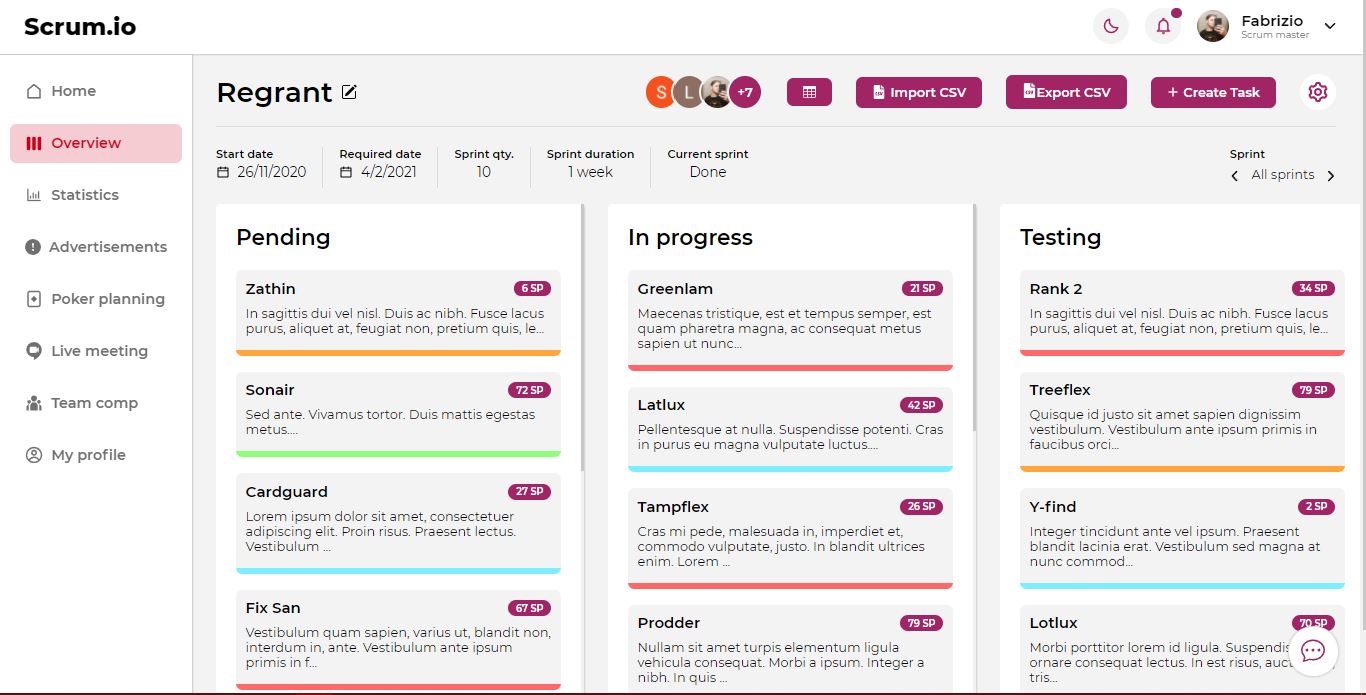 Scrum.io
Fabrizio
Scrum master
Home
Overview
Statistics
Advertisements
Poker planning
Live meeting
Team comp
My profile
Regrant
S L +7
Import CSV
Export CSV
+ Create Task
Start date
26/11/2020
Required date
4/2/2021
Sprint qty.
10
Sprint duration
1 week
Current sprint
Done
Sprint
All sprints
Pending
Zathin 6 SP
In sagittis dui vel nisl. Duis ac nibh. Fusce lacus
purus, aliquet at, feugiat non, pretium quis, le...
Sonair 72 SP
Sed ante. Vivamus tortor. Duis mattis egestas
metus....
Cardguard 27 SP
Lorem ipsum dolor sit amet, consectetuer
adipiscing elit. Proin risus. Praesent lectus.
Vestibulum ...
Fix San 67 SP
Vestibulum quam sapien, varius ut, blandit non,
interdum in, ante. Vestibulum ante ipsum
primis in f...
In progress
Greenlam 21 SP
Maecenas tristique, est et tempus semper, est
quam pharetra magna, ac consequat metus
sapien ut nunc...
Latlux 42 SP
Pellentesque at nulla. Suspendisse potenti. Cras
in purus eu magna vulputate luctus....
Tampflex 26 SP
Cras mi pede, malesuada in, imperdiet et,
commodo vulputate, justo. In blandit ultrices
enim. Lorem ...
Prodder 79 SP
Nullam sit amet turpis elementum ligula
vehicula consequat. Morbi a ipsum. Integer a
nibh. In quis ...
Testing
Rank 2 34 SP
In sagittis dui vel nisl. Duis ac nibh. Fusce lacus
purus, aliquet at, feugiat non, pretium quis, le...
Treeflex 79 SP
Quisque id justo sit amet sapien dignissim
vestibulum. Vestibulum ante ipsum primis in
faucibus orci...
Y-find 2 SP
Integer tincidunt ante vel ipsum. Praesent
blandit lacinia erat. Vestibulum sed magna at
nunc commod...
Lotlux 70 SP
Morbi porttitor lorem id ligula. Suspendis
ornare consequat lectus. In est risus, auc
tris...